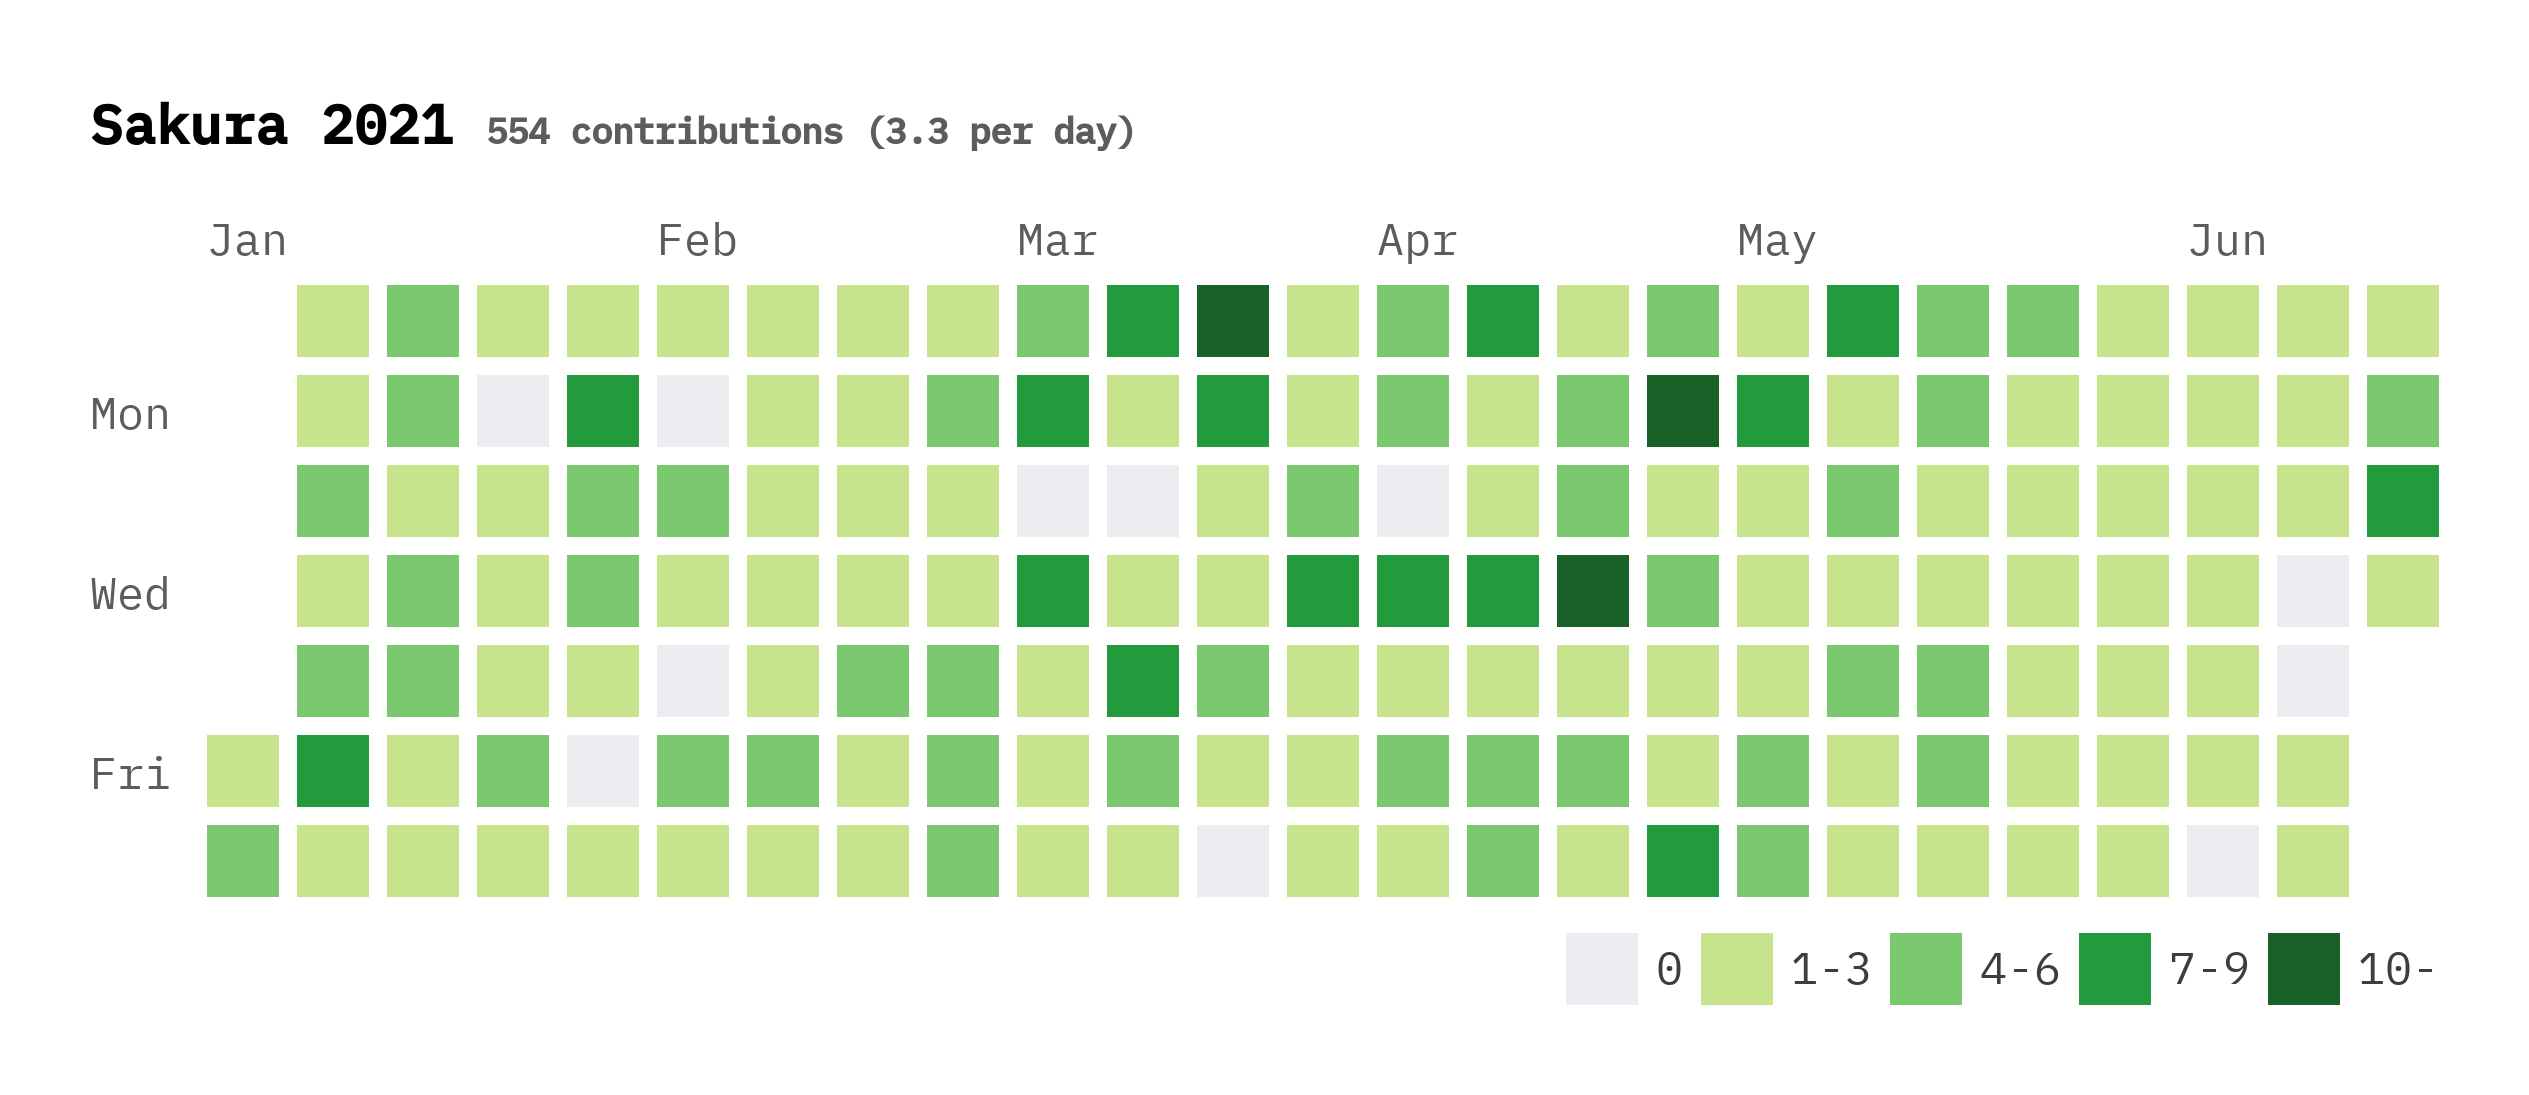 Sakura 2021 554 contributions (3.3 per day)
Jan Feb Mar Apr May Jun
Mon
Wed
Fri
0 1-3 4-6 7-9 10-